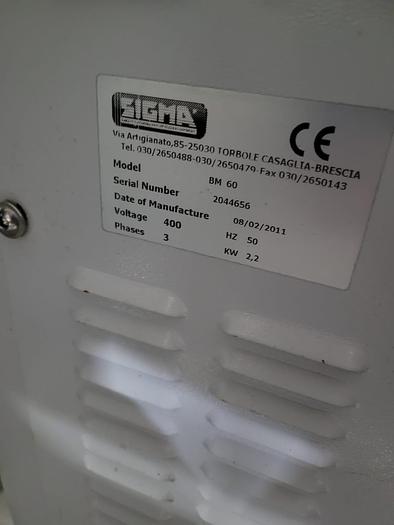 SIGMA
Via Artigianato,85-25030 TORBOLE CASAGLIA-BRESCIA
Tel. 030/2650488-030/2650479-Fax 030/2650143
CE
Model BM 60
Serial Number 2044656
Date of Manufacture 08/02/2011
Voltage 400 HZ 50
Phases 3 KW 2,2